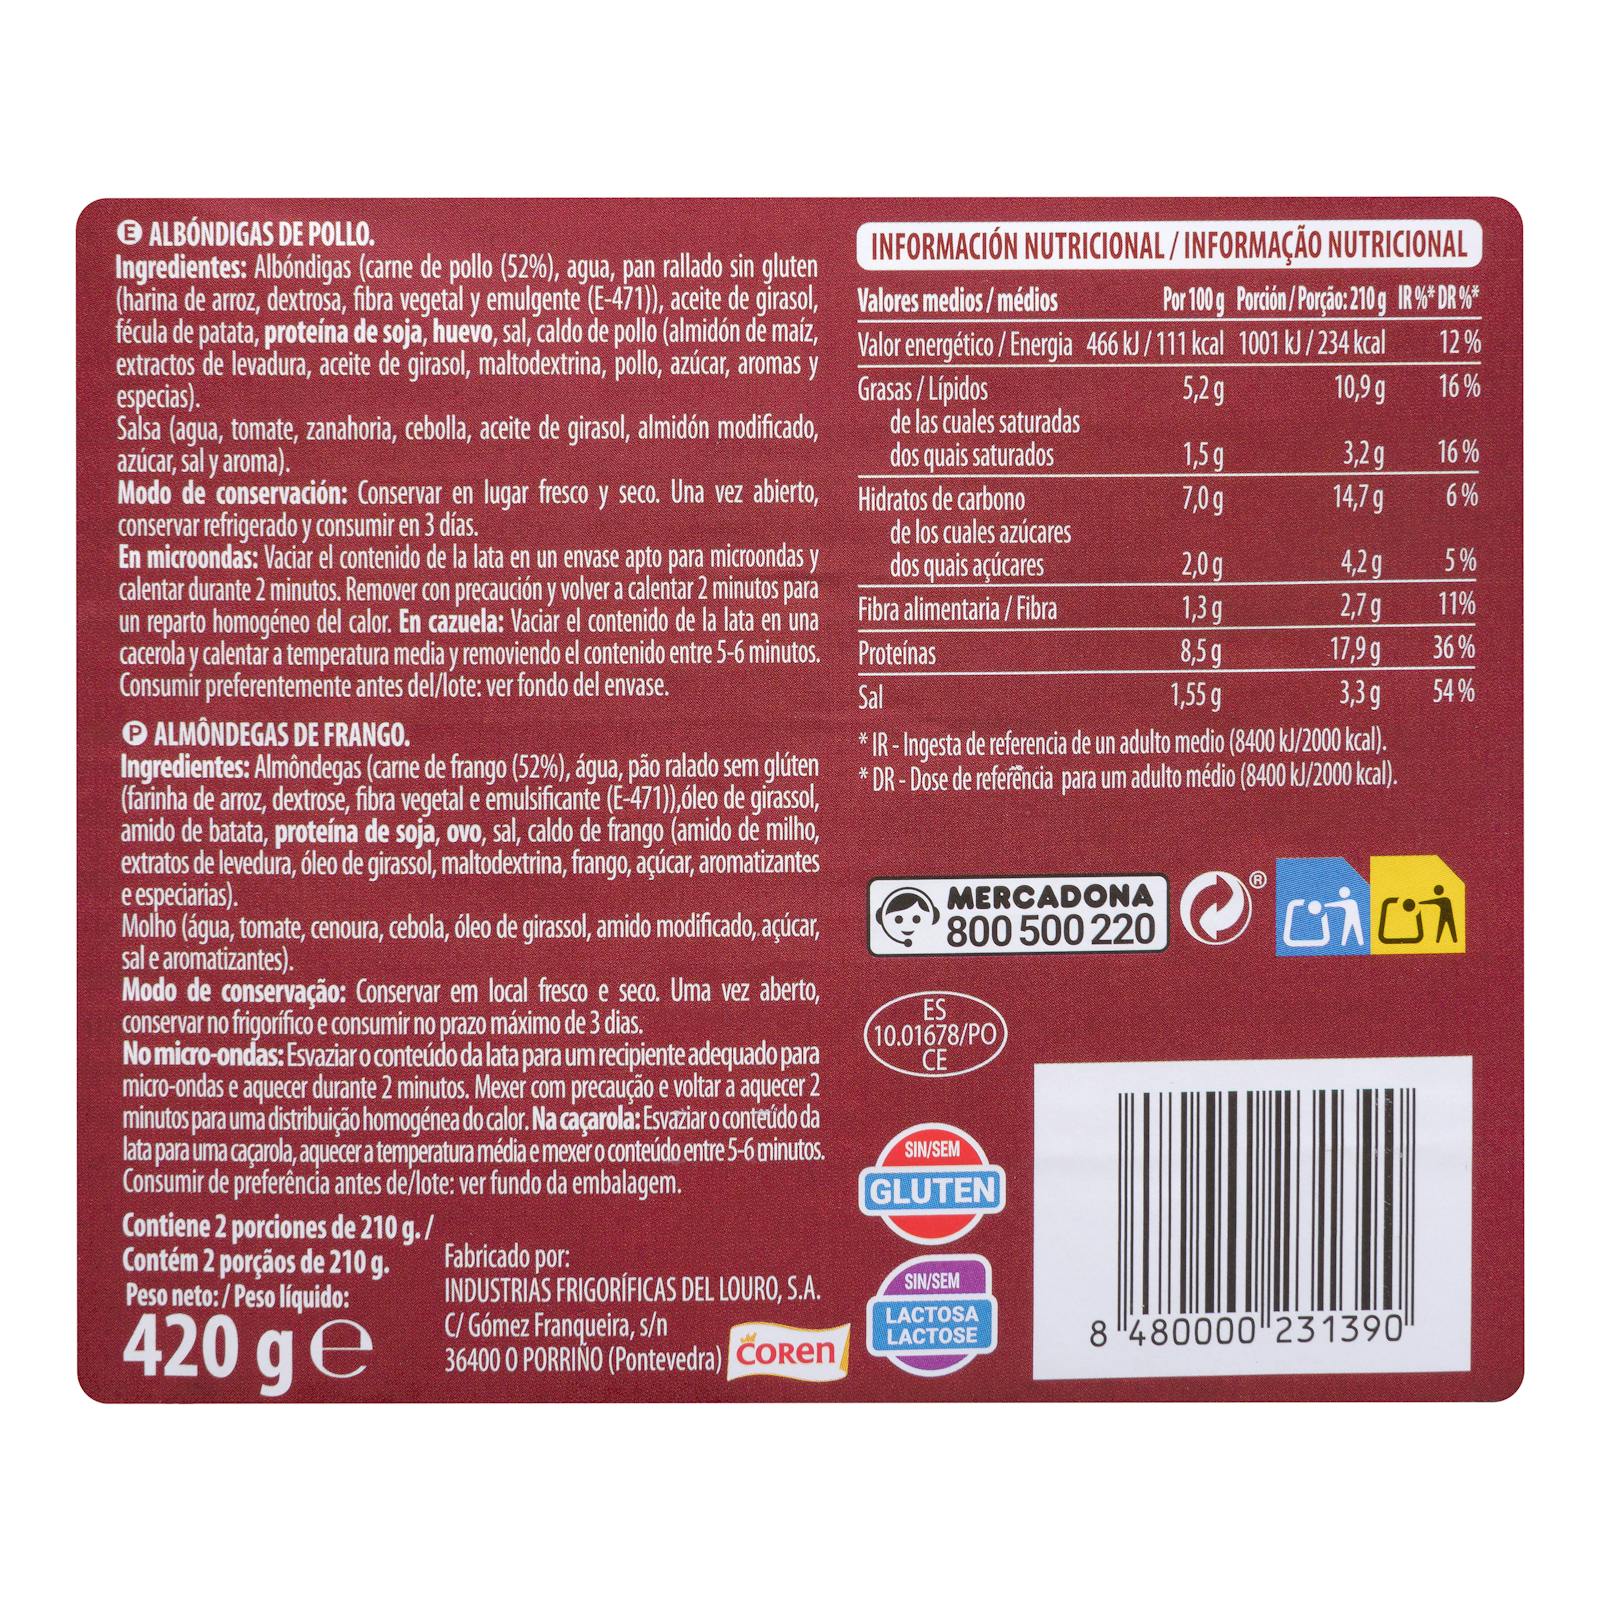 E ALBÓNDIGAS DE POLLO.
Ingredientes: Albóndigas (carne de pollo (52%), agua, pan rallado sin gluten
(harina de arroz, dextrosa, fibra vegetal y emulgente (E-471)), aceite de girasol,
fécula de patata, proteína de soja, huevo, sal, caldo de pollo (almidón de maíz,
extractos de levadura, aceite de girasol, maltodextrina, pollo, azúcar, aromas y
especias).
Salsa (agua, tomate, zanahoria, cebolla, aceite de girasol, almidón modificado,
azúcar, sal y aroma).
Modo de conservación: Conservar en lugar fresco y seco. Una vez abierto,
conservar refrigerado y consumir en 3 días.
En microondas: Vaciar el contenido de la lata en un envase apto para microondas y
calentar durante 2 minutos. Remover con precaución y volver a calentar 2 minutos para
un reparto homogéneo del calor. En cazuela: Vaciar el contenido de la lata en una
cacerola y calentar a temperatura media y removiendo el contenido entre 5-6 minutos.
Consumir preferentemente antes del/lote: ver fondo del envase.
P ALMÔNDEGAS DE FRANGO.
Ingredientes: Almôndegas (carne de frango (52%), água, pão ralado sem glúten
(farinha de arroz, dextrose, fibra vegetal e emulsificante (E-471)),óleo de girassol,
amido de batata, proteína de soja, ovo, sal, caldo de frango (amido de milho,
extratos de levedura, óleo de girassol, maltodextrina, frango, açúcar, aromatizantes
e especiarias).
Molho (água, tomate, cenoura, cebola, óleo de girassol, amido modificado, açúcar,
sal e aromatizantes).
Modo de conservação: Conservar em local fresco e seco. Uma vez aberto,
conservar no frigorífico e consumir no prazo máximo de 3 dias.
No micro-ondas: Esvaziar o conteúdo da lata para um recipiente adequado para
micro-ondas e aquecer durante 2 minutos. Mexer com precaução e voltar a aquecer 2
minutos para uma distribuição homogénea do calor. Na caçarola: Esvaziar o conteúdo da
lata para uma caçarola, aquecer a temperatura média e mexer o conteúdo entre 5-6 minutos.
Consumir de preferência antes de/lote: ver fundo da embalagem.
Contiene 2 porciones de 210 g. /
Contém 2 porçãos de 210 g.
Peso neto: / Peso líquido:
420 g e
Fabricado por:
INDUSTRIAS FRIGORÍFICAS DEL LOURO, S.A.
C/ Gómez Franqueira, s/n
36400 O PORRIÑO (Pontevedra)
COREN
INFORMACIÓN NUTRICIONAL / INFORMAÇÃO NUTRICIONAL
Valores medios / médios Por 100 g Porción / Porção: 210 g IR %* DR %*
Valor energético / Energia 466 kJ / 111 kcal 1001 kJ / 234 kcal 12 %
Grasas / Lípidos 5,2 g 10,9 g 16 %
de las cuales saturadas
dos quais saturados 1,5 g 3,2 g 16 %
Hidratos de carbono 7,0 g 14,7 g 6 %
de los cuales azúcares
dos quais açúcares 2,0 g 4,2 g 5 %
Fibra alimentaria / Fibra 1,3 g 2,7 g 11%
Proteínas 8,5 g 17,9 g 36 %
Sal 1,55 g 3,3 g 54 %
* IR - Ingesta de referencia de un adulto medio (8400 kJ/2000 kcal).
* DR - Dose de referência para um adulto médio (8400 kJ/2000 kcal).
MERCADONA
800 500 220
®
ES
10.01678/PO
CE
SIN/SEM
GLUTEN
SIN/SEM
LACTOSA
LACTOSE
8 480000 231390